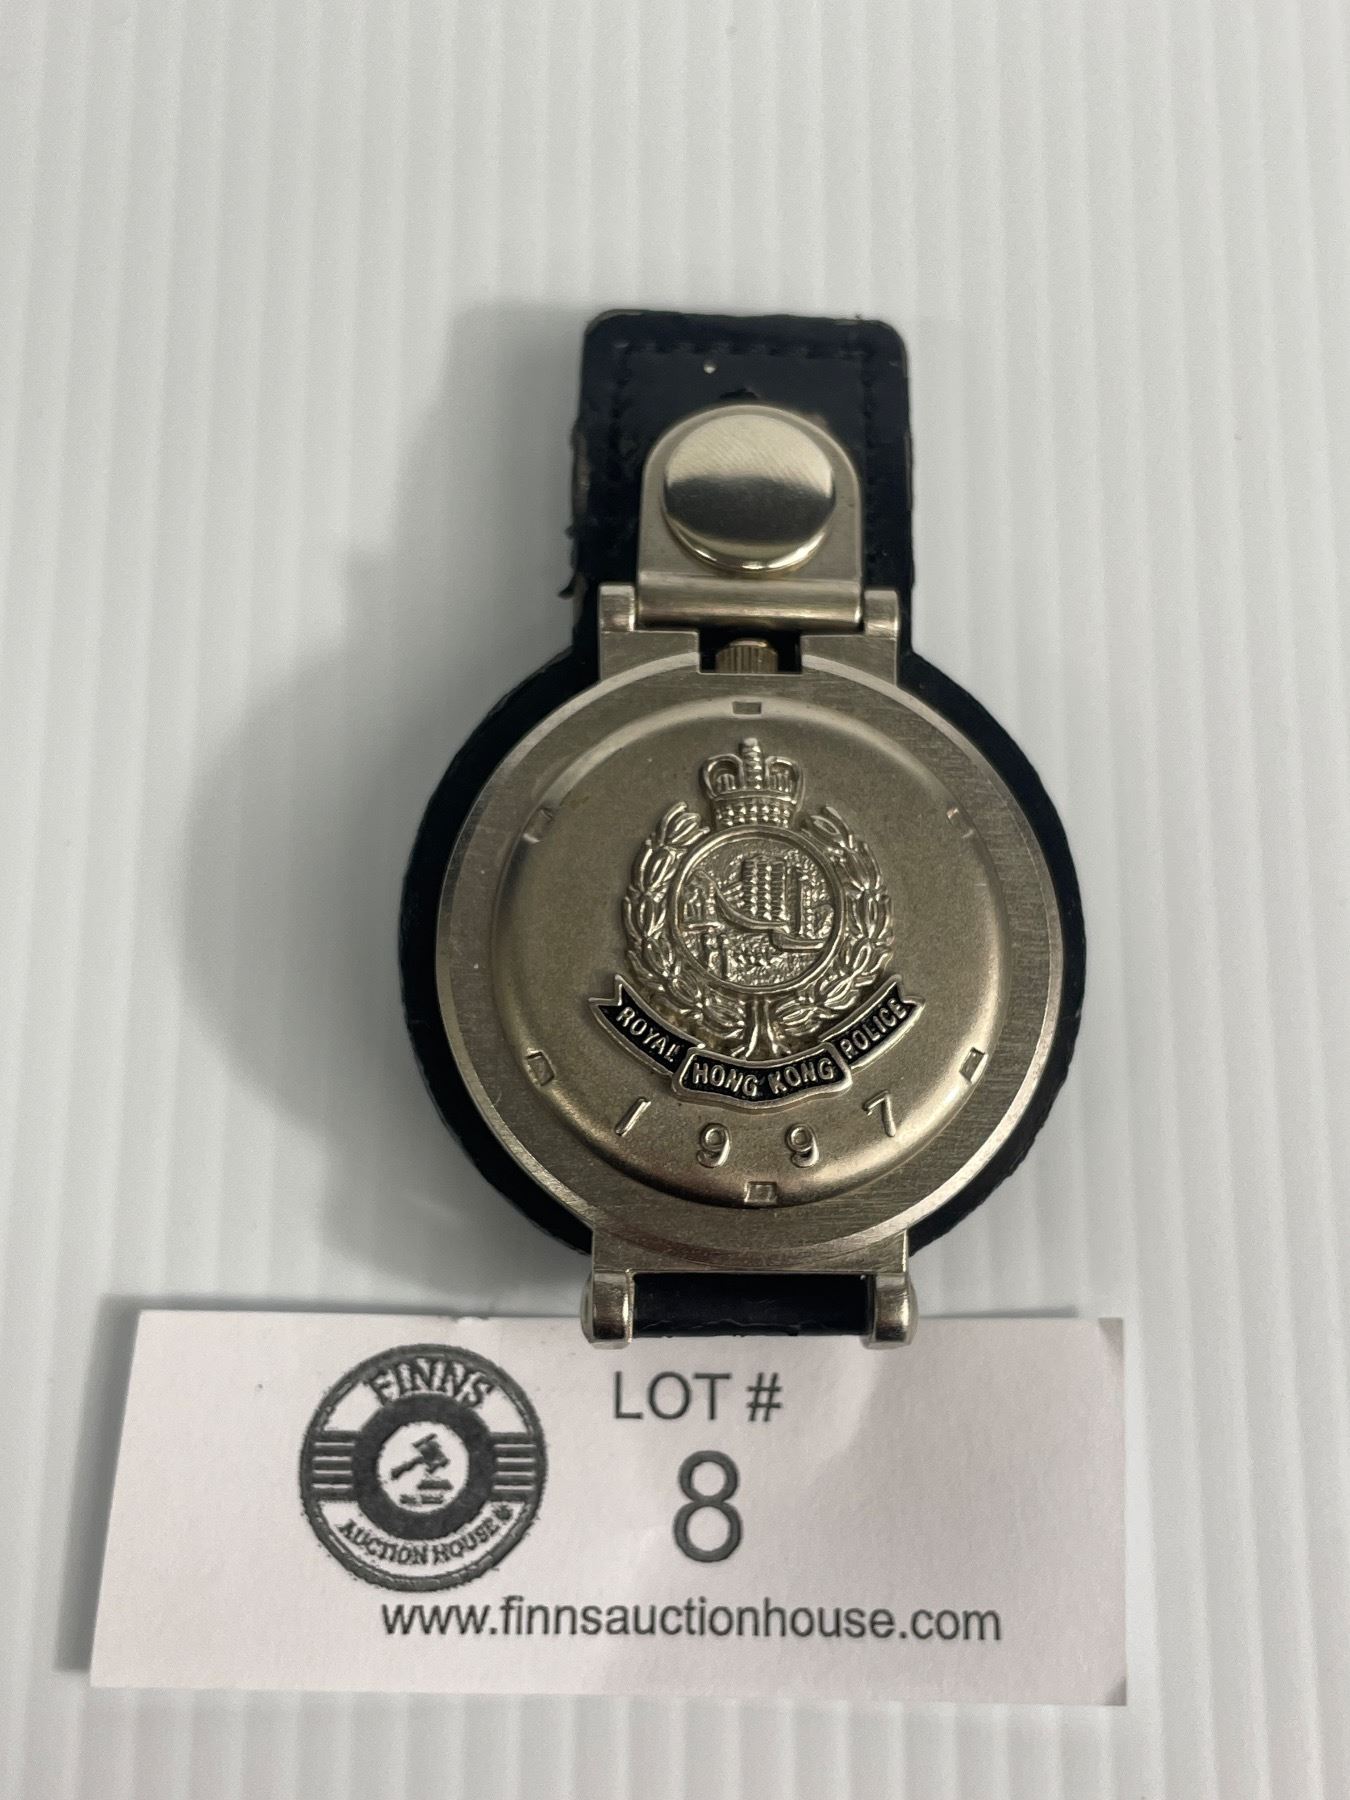 ROYAL HONG KONG POLICE
1997
FINNS
AUCTION HOUSE
LOT #
8
www.finnsauctionhouse.com